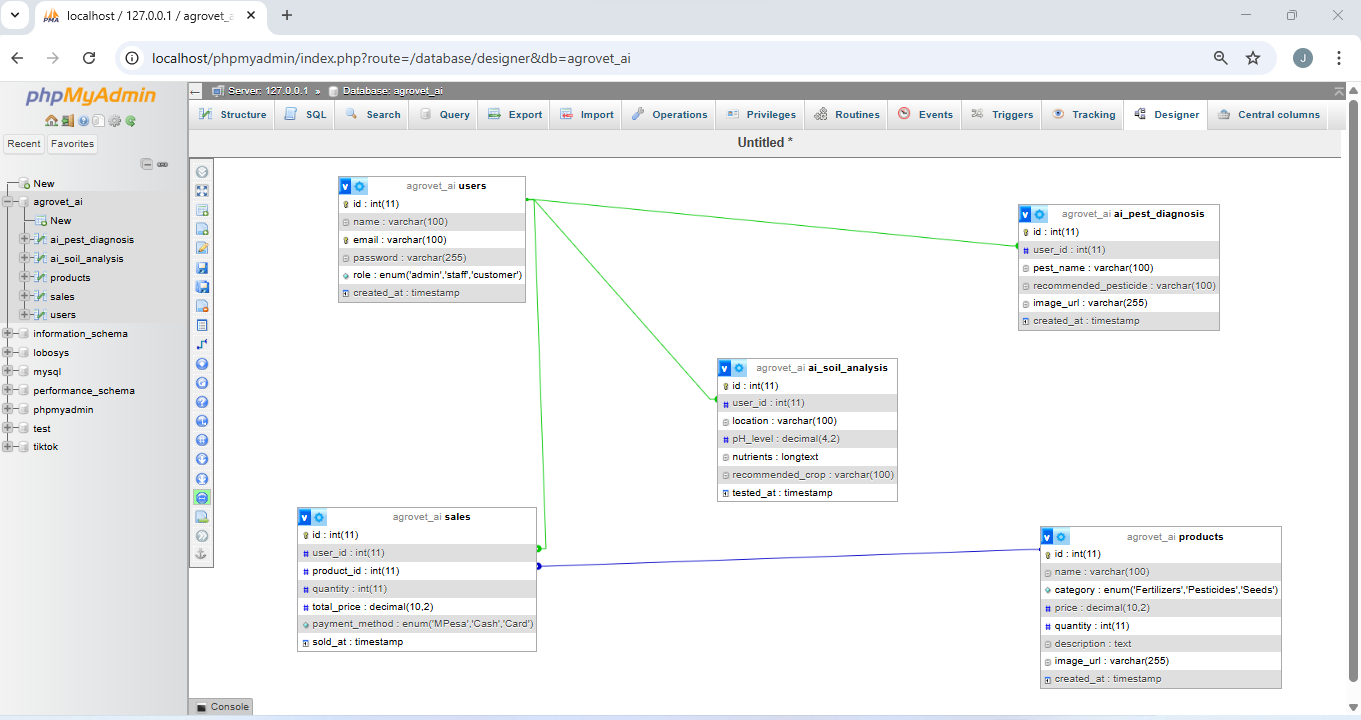 localhost / 127.0.0.1 / agrovet_
localhost/phpmyadmin/index.php?route=/database/designer&db=agrovet_ai
J
phpMyAdmin
Recent
Favorites
New
agrovet_ai
New
ai_pest_diagnosis
ai_soil_analysis
products
sales
users
information_schema
lobosys
mysql
performance_schema
phpmyadmin
test
tiktok
Server: 127.0.0.1 » Database: agrovet_ai
Structure SQL Search Query Export Import Operations Privileges Routines Events Triggers Tracking Designer Central columns
Untitled *
v agrovet_ai users
id : int(11)
name : varchar(100)
email : varchar(100)
password : varchar(255)
role : enum('admin','staff','customer')
created_at : timestamp
v agrovet_ai ai_pest_diagnosis
id : int(11)
# user_id : int(11)
pest_name : varchar(100)
recommended_pesticide : varchar(100)
image_url : varchar(255)
created_at : timestamp
v agrovet_ai ai_soil_analysis
id : int(11)
# user_id : int(11)
location : varchar(100)
# pH_level : decimal(4,2)
nutrients : longtext
recommended_crop : varchar(100)
tested_at : timestamp
v agrovet_ai sales
id : int(11)
# user_id : int(11)
# product_id : int(11)
# quantity : int(11)
# total_price : decimal(10,2)
payment_method : enum('MPesa','Cash','Card')
sold_at : timestamp
v agrovet_ai products
id : int(11)
name : varchar(100)
category : enum('Fertilizers','Pesticides','Seeds')
# price : decimal(10,2)
# quantity : int(11)
description : text
image_url : varchar(255)
created_at : timestamp
Console